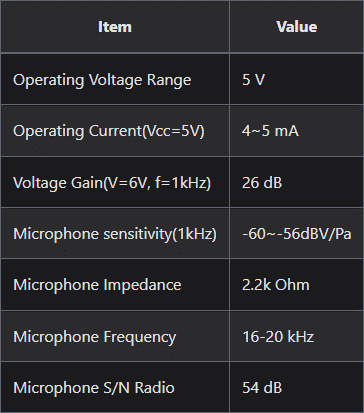 Item Value
Operating Voltage Range 5 V
Operating Current(Vcc=5V) 4~5 mA
Voltage Gain(V=6V, f=1kHz) 26 dB
Microphone sensitivity(1kHz) -60~-56dBV/Pa
Microphone Impedance 2.2k Ohm
Microphone Frequency 16-20 kHz
Microphone S/N Radio 54 dB